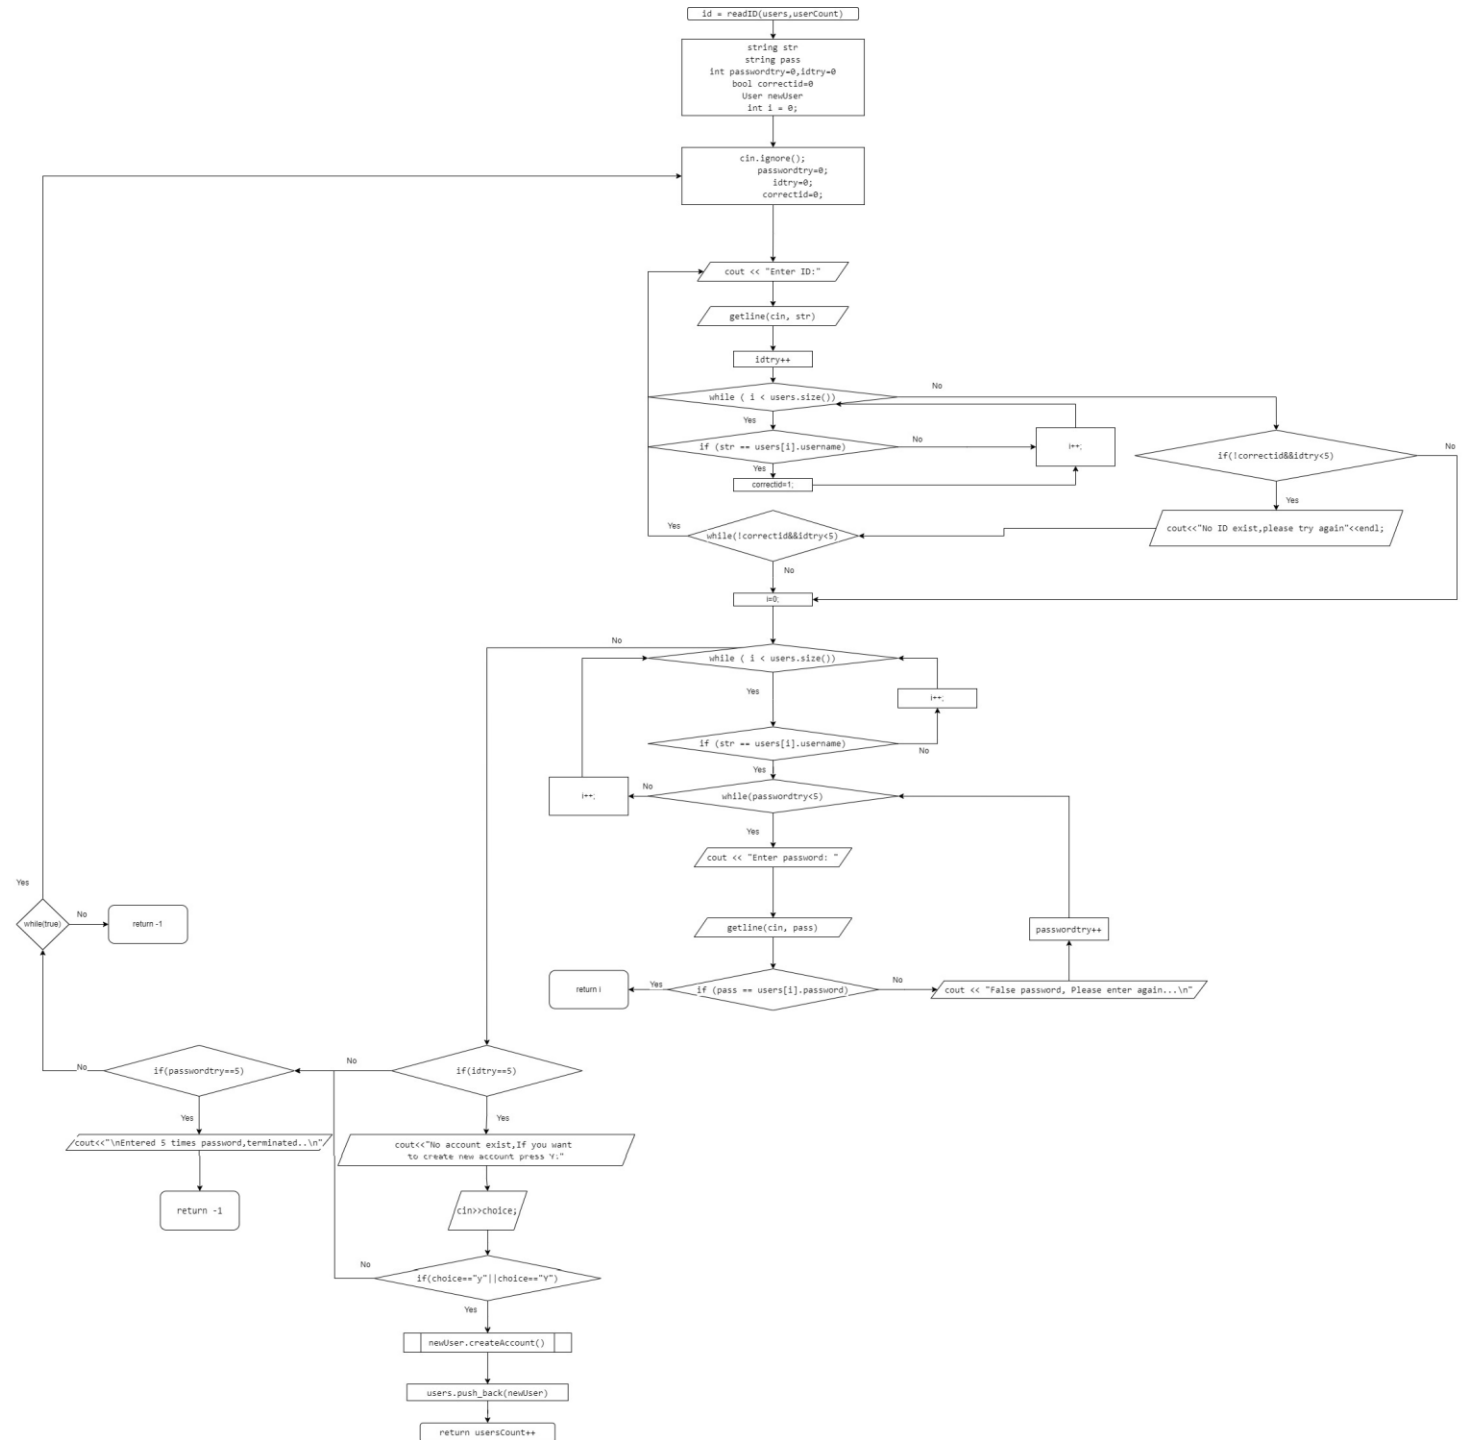 id = readID(users,userCount)
string str
string pass
int passwordtry=0,idtry=0
bool correctid=0
User newUser
int i = 0;
cin.ignore();
passwordtry=0;
idtry=0;
correctid=0;
cout << "Enter ID:"
getline(cin, str)
idtry++
while ( i < users.size())
No
Yes
if (str == users[i].username)
No
i++;
if(!correctid&&idtry<5)
No
Yes
correctid=1;
Yes
cout<<"No ID exist,please try again"<<endl;
Yes
while(!correctid&&idtry<5)
No
i=0;
No
while ( i < users.size())
Yes
i++;
if (str == users[i].username)
No
Yes
i++;
No
while(passwordtry<5)
Yes
cout << "Enter password: "
Yes
while(true)
No
return -1
getline(cin, pass)
passwordtry++
return i
Yes
if (pass == users[i].password)
No
cout << "False password, Please enter again...\n"
No
if(passwordtry==5)
No
if(idtry==5)
Yes
Yes
cout<<"\nEntered 5 times password,terminated..\n"
cout<<"No account exist,If you want
to create new account press Y:"
return -1
cin>>choice;
No
if(choice=="y"||choice=="Y")
Yes
newUser.createAccount()
users.push_back(newUser)
return usersCount++